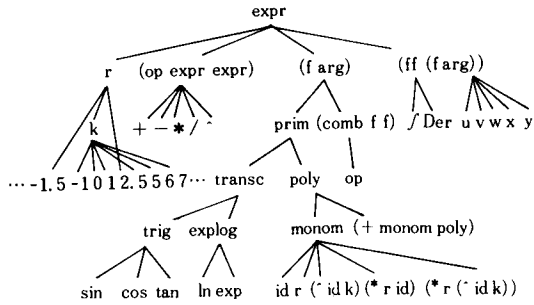 expr
r (op expr expr) (f arg) (ff (f arg))
k + − * / ^ prim (comb f f) ∫ Der u v w x y
··· -1.5 -1 0 1 2.5 5 6 7 ··· transc poly op
trig explog monom (+ monom poly)
sin cos tan ln exp id r (^ id k) (* r id) (* r (^ id k))